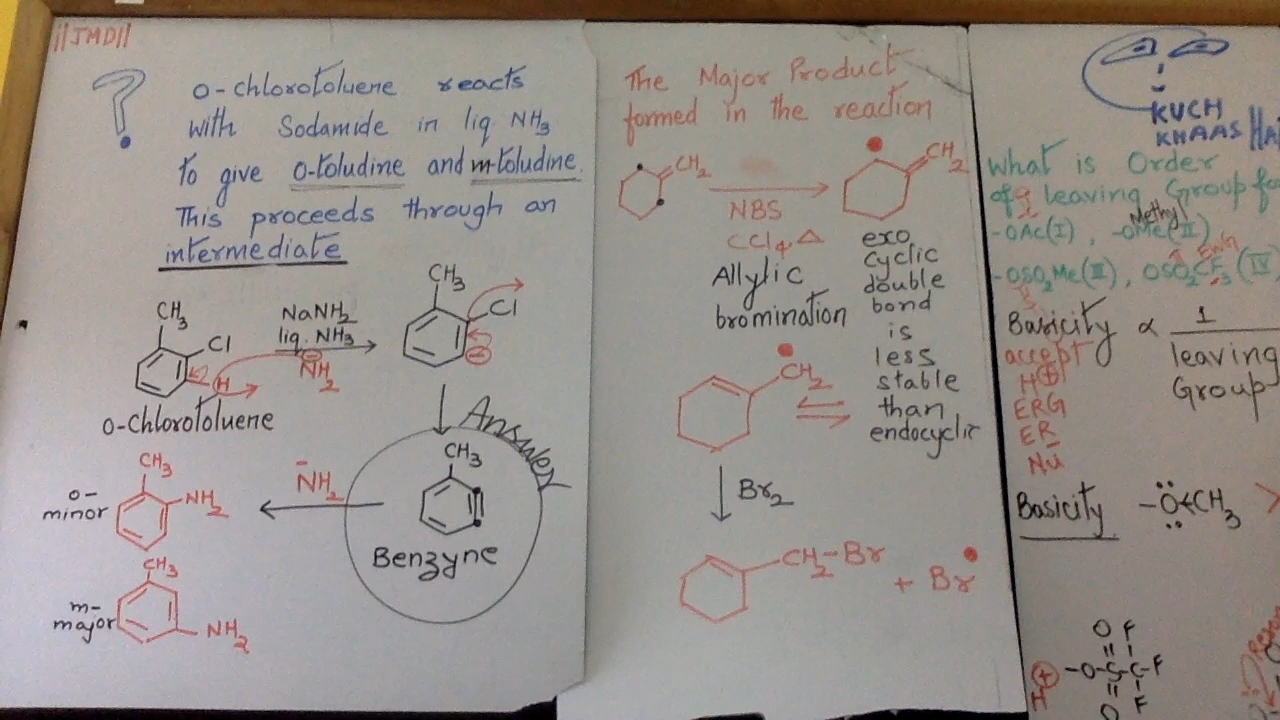 ||JMD||
?
o-chlorotoluene reacts
with Sodamide in liq NH3
to give o-toludine and m-toludine.
This proceeds through an
intermediate
CH3
Cl
H
o-Chlorotoluene
NaNH2
liq. NH3
⊖
NH2
CH3
Cl
⊖
Answer
CH3
Benzyne
N̄H2
CH3
NH2
o-
minor
CH3
NH2
m-
major
The Major Product
formed in the reaction
CH2
NBS
CCl4, Δ
CH2
Allylic
bromination
exo
cyclic
double
bond
is
less
stable
than
endocyclic
CH2
Br2
CH2-Br
+ Br•
KUCH
KHAAS HAI
What is Order
of leaving Group fo
-OAc(I), -OMe(II)
Methyl
EWG
-OSO2Me(III), OSO2CF3(IV)
Basicity ∝ 1
leaving
Group
accept
H⊕
ERG
ER
Nu
Basicity -O←CH3 >
O F
⊕
H
-O-S-C-F
O F